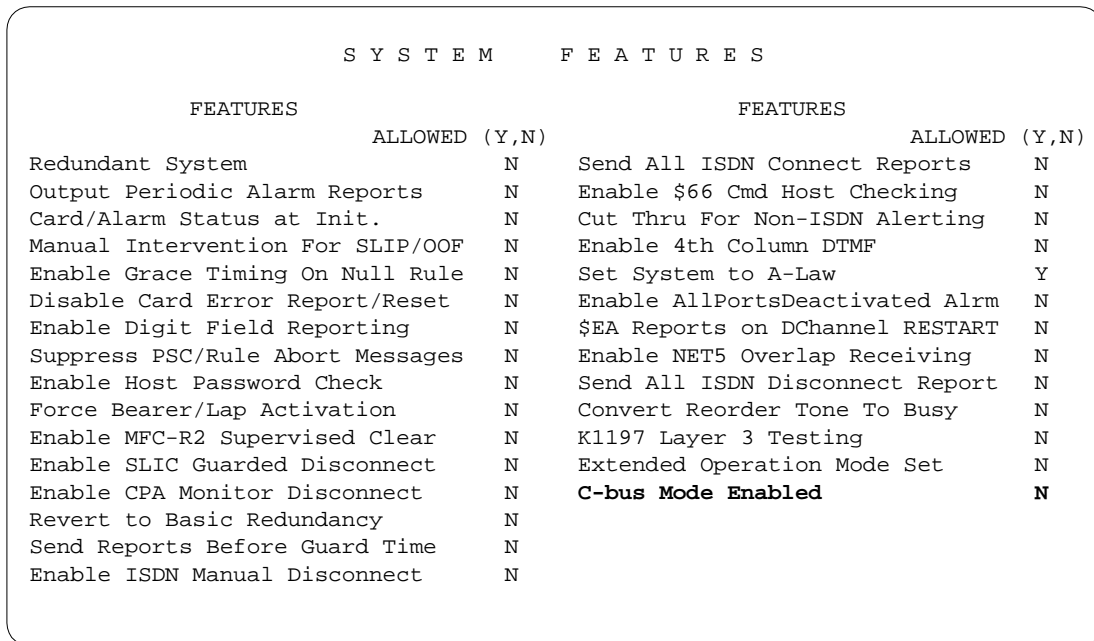 S Y S T E M     F E A T U R E S
FEATURES     FEATURES
ALLOWED (Y,N)     ALLOWED (Y,N)
Redundant System     N     Send All ISDN Connect Reports     N
Output Periodic Alarm Reports     N     Enable $66 Cmd Host Checking     N
Card/Alarm Status at Init.     N     Cut Thru For Non-ISDN Alerting     N
Manual Intervention For SLIP/OOF     N     Enable 4th Column DTMF     N
Enable Grace Timing On Null Rule     N     Set System to A-Law     Y
Disable Card Error Report/Reset     N     Enable AllPortsDeactivated Alrm     N
Enable Digit Field Reporting     N     $EA Reports on DChannel RESTART     N
Suppress PSC/Rule Abort Messages     N     Enable NET5 Overlap Receiving     N
Enable Host Password Check     N     Send All ISDN Disconnect Report     N
Force Bearer/Lap Activation     N     Convert Reorder Tone To Busy     N
Enable MFC-R2 Supervised Clear     N     K1197 Layer 3 Testing     N
Enable SLIC Guarded Disconnect     N     Extended Operation Mode Set     N
Enable CPA Monitor Disconnect     N     C-bus Mode Enabled     N
Revert to Basic Redundancy     N
Send Reports Before Guard Time     N
Enable ISDN Manual Disconnect     N